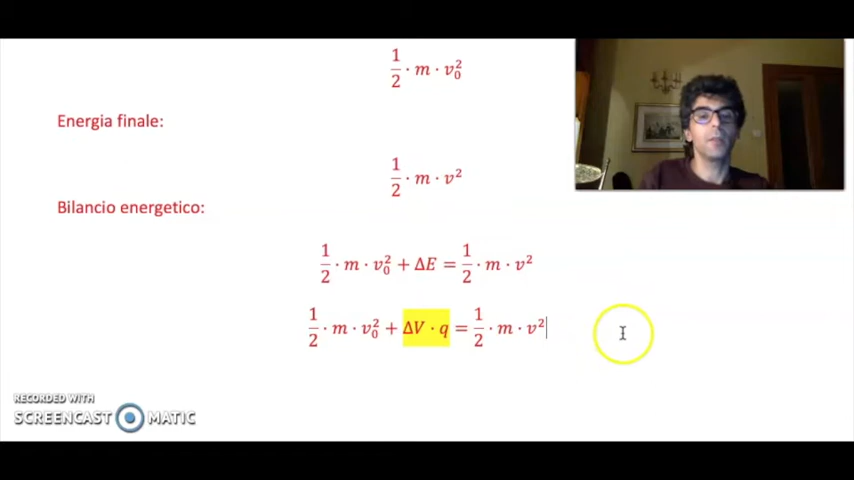 1/2 · m · v₀²
Energia finale:
1/2 · m · v²
Bilancio energetico:
1/2 · m · v₀² + ΔE = 1/2 · m · v²
1/2 · m · v₀² + ΔV · q = 1/2 · m · v²
RECORDED WITH
SCREENCAST MATIC